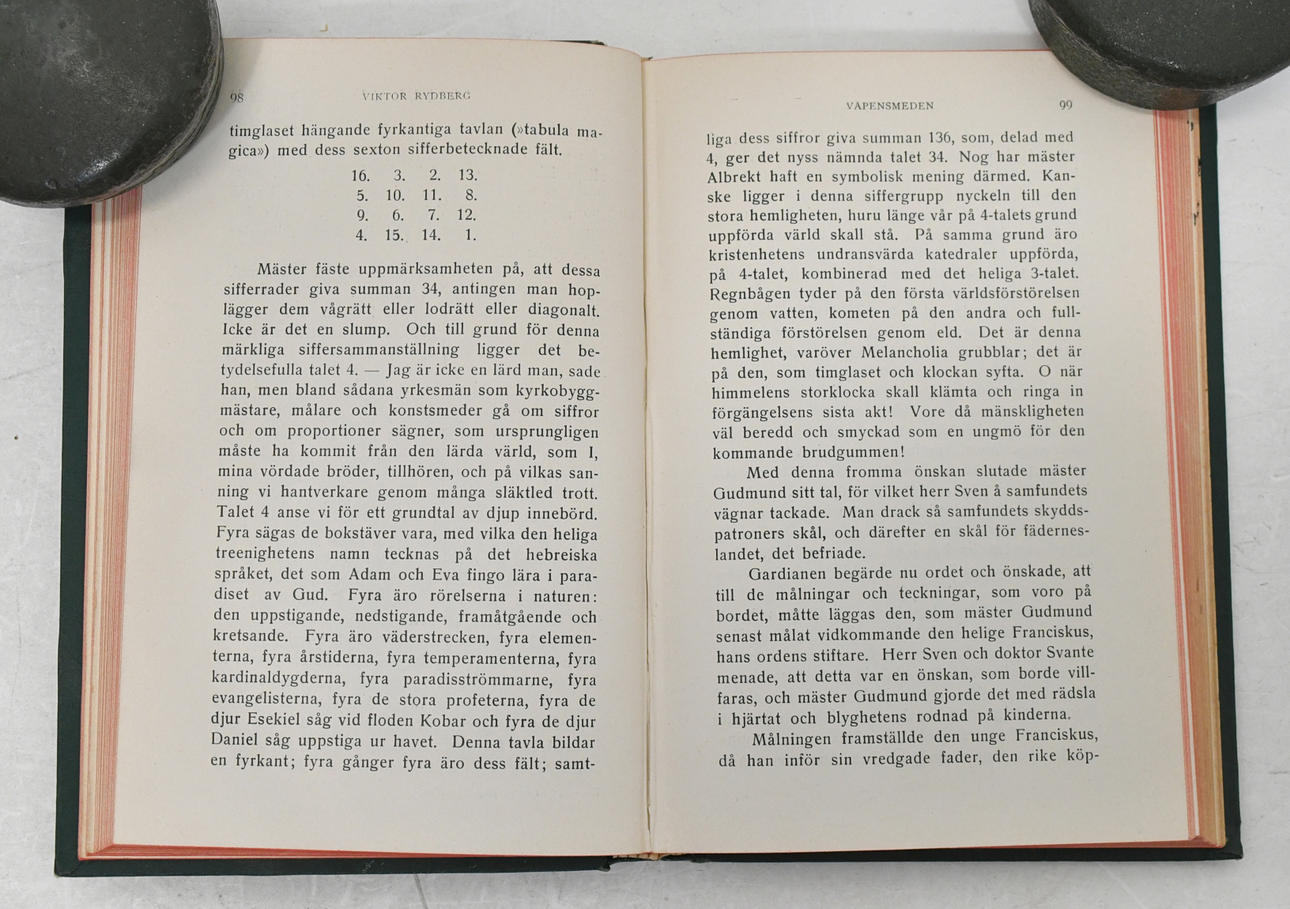 98
VIKTOR RYDBERG
timglaset hängande fyrkantiga tavlan (»tabula ma-
gica») med dess sexton sifferbetecknade fält.
16. 3. 2. 13.
5. 10. 11. 8.
9. 6. 7. 12.
4. 15. 14. 1.
Mäster fäste uppmärksamheten på, att dessa
sifferrader giva summan 34, antingen man hop-
lägger dem vågrätt eller lodrätt eller diagonalt.
Icke är det en slump. Och till grund för denna
märkliga siffersammanställning ligger det be-
tydelsefulla talet 4. — Jag är icke en lärd man, sade
han, men bland sådana yrkesmän som kyrkobygg-
mästare, målare och konstsmeder gå om siffror
och om proportioner sägner, som ursprungligen
måste ha kommit från den lärda värld, som I,
mina vördade bröder, tillhören, och på vilkas san-
ning vi hantverkare genom många släktled trott.
Talet 4 anse vi för ett grundtal av djup innebörd.
Fyra sägas de bokstäver vara, med vilka den heliga
treenighetens namn tecknas på det hebreiska
språket, det som Adam och Eva fingo lära i para-
diset av Gud. Fyra äro rörelserna i naturen:
den uppstigande, nedstigande, framåtgående och
kretsande. Fyra äro väderstrecken, fyra elemen-
terna, fyra årstiderna, fyra temperamenterna, fyra
kardinaldygderna, fyra paradisströmmarne, fyra
evangelisterna, fyra de stora profeterna, fyra de
djur Esekiel såg vid floden Kobar och fyra de djur
Daniel såg uppstiga ur havet. Denna tavla bildar
en fyrkant; fyra gånger fyra äro dess fält; samt-
VAPENSMEDEN
99
liga dess siffror giva summan 136, som, delad med
4, ger det nyss nämnda talet 34. Nog har mäster
Albrekt haft en symbolisk mening därmed. Kan-
ske ligger i denna siffergrupp nyckeln till den
stora hemligheten, huru länge vår på 4-talets grund
uppförda värld skall stå. På samma grund äro
kristenhetens undransvärda katedraler uppförda,
på 4-talet, kombinerad med det heliga 3-talet.
Regnbågen tyder på den första världsförstörelsen
genom vatten, kometen på den andra och full-
ständiga förstörelsen genom eld. Det är denna
hemlighet, varöver Melancholia grubblar; det är
på den, som timglaset och klockan syfta. O när
himmelens storklocka skall klämta och ringa in
förgängelsens sista akt! Vore då mänskligheten
väl beredd och smyckad som en ungmö för den
kommande brudgummen!
Med denna fromma önskan slutade mäster
Gudmund sitt tal, för vilket herr Sven å samfundets
vägnar tackade. Man drack så samfundets skydds-
patroners skål, och därefter en skål för fädernes-
landet, det befriade.
Gardianen begärde nu ordet och önskade, att
till de målningar och teckningar, som voro på
bordet, måtte läggas den, som mäster Gudmund
senast målat vidkommande den helige Franciskus,
hans ordens stiftare. Herr Sven och doktor Svante
menade, att detta var en önskan, som borde vill-
faras, och mäster Gudmund gjorde det med rädsla
i hjärtat och blyghetens rodnad på kinderna.
Målningen framställde den unge Franciskus,
då han inför sin vredgade fader, den rike köp-